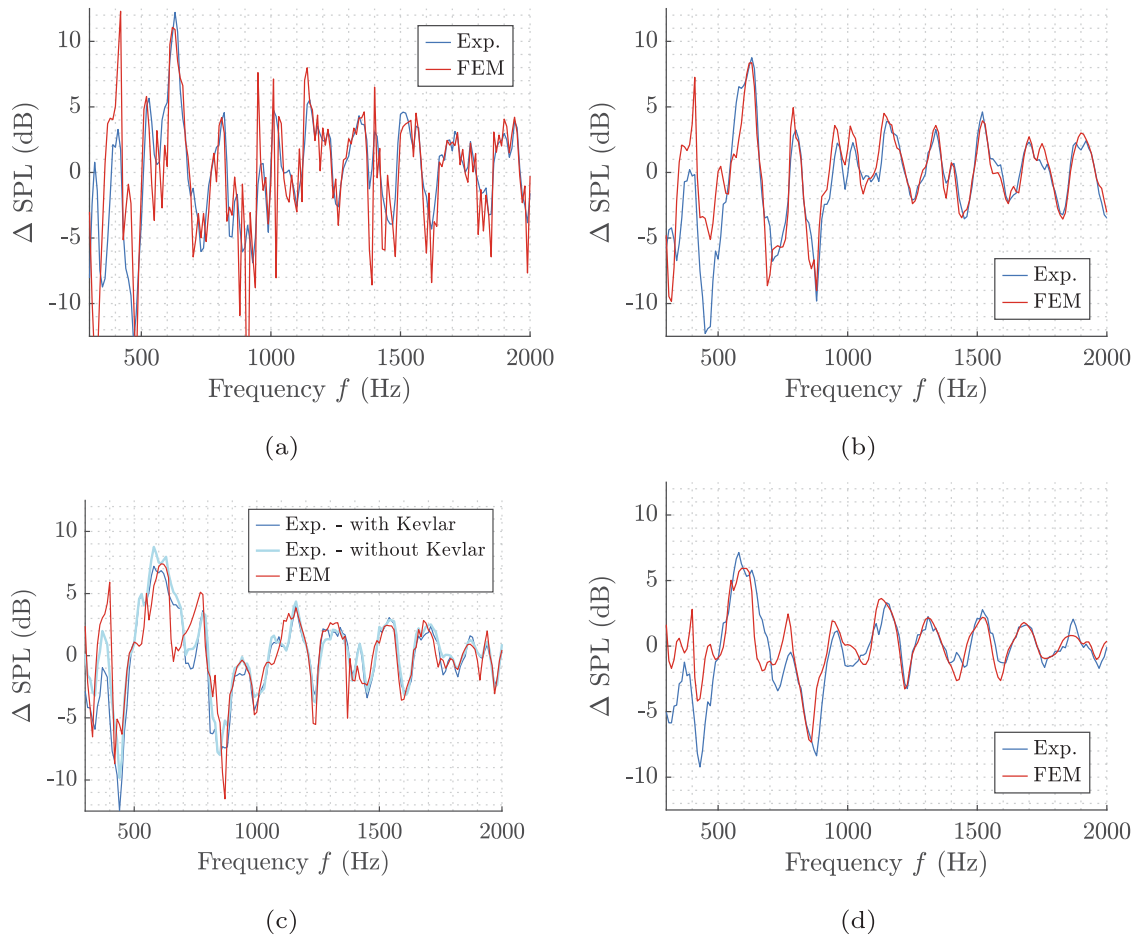 10
5
0
-5
-10
Δ SPL (dB)
Exp.
FEM
500
1000
1500
2000
Frequency f (Hz)
(a)
10
5
0
-5
-10
Δ SPL (dB)
Exp.
FEM
500
1000
1500
2000
Frequency f (Hz)
(b)
10
5
0
-5
-10
Δ SPL (dB)
Exp. - with Kevlar
Exp. - without Kevlar
FEM
500
1000
1500
2000
Frequency f (Hz)
(c)
10
5
0
-5
-10
Δ SPL (dB)
Exp.
FEM
500
1000
1500
2000
Frequency f (Hz)
(d)